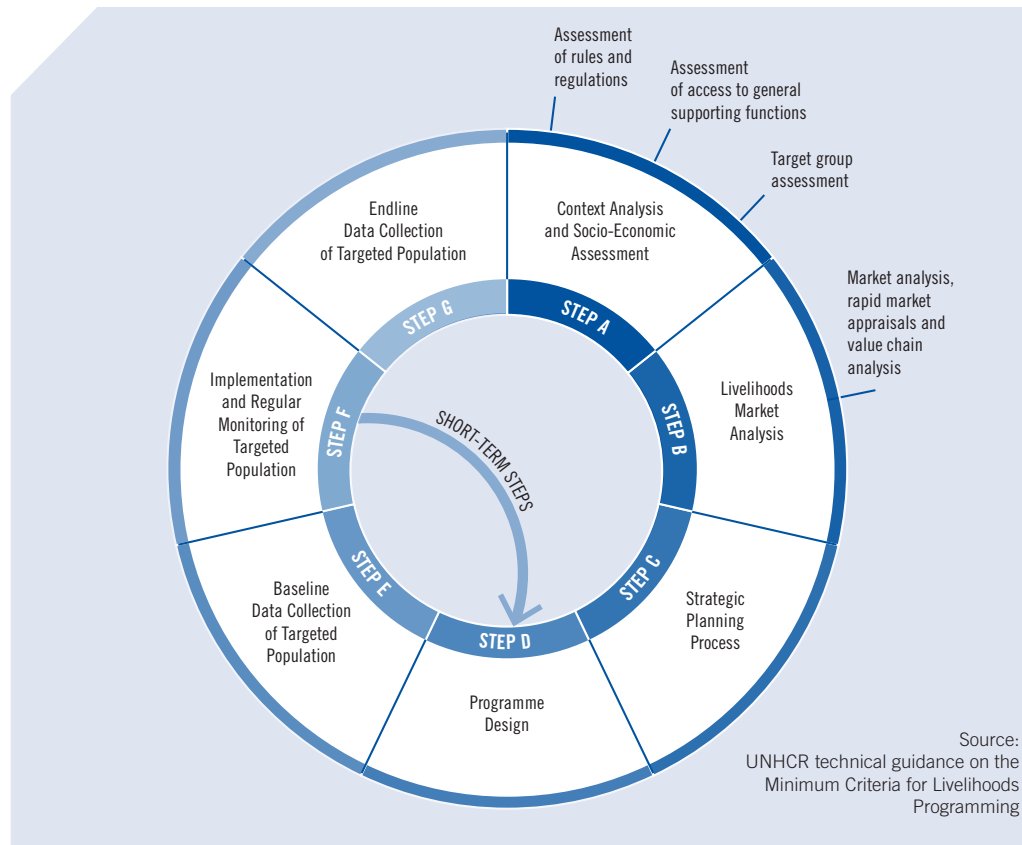 Assessment
of rules and
regulations
Assessment
of access to general
supporting functions
Target group
assessment
Market analysis,
rapid market
appraisals and
value chain
analysis
Context Analysis
and Socio-Economic
Assessment
STEP A
Livelihoods
Market
Analysis
STEP B
Strategic
Planning
Process
STEP C
Programme
Design
STEP D
Baseline
Data Collection
of Targeted
Population
STEP E
Implementation
and Regular
Monitoring of
Targeted
Population
STEP F
Endline
Data Collection
of Targeted Population
STEP G
SHORT-TERM STEPS
Source:
UNHCR technical guidance on the
Minimum Criteria for Livelihoods
Programming